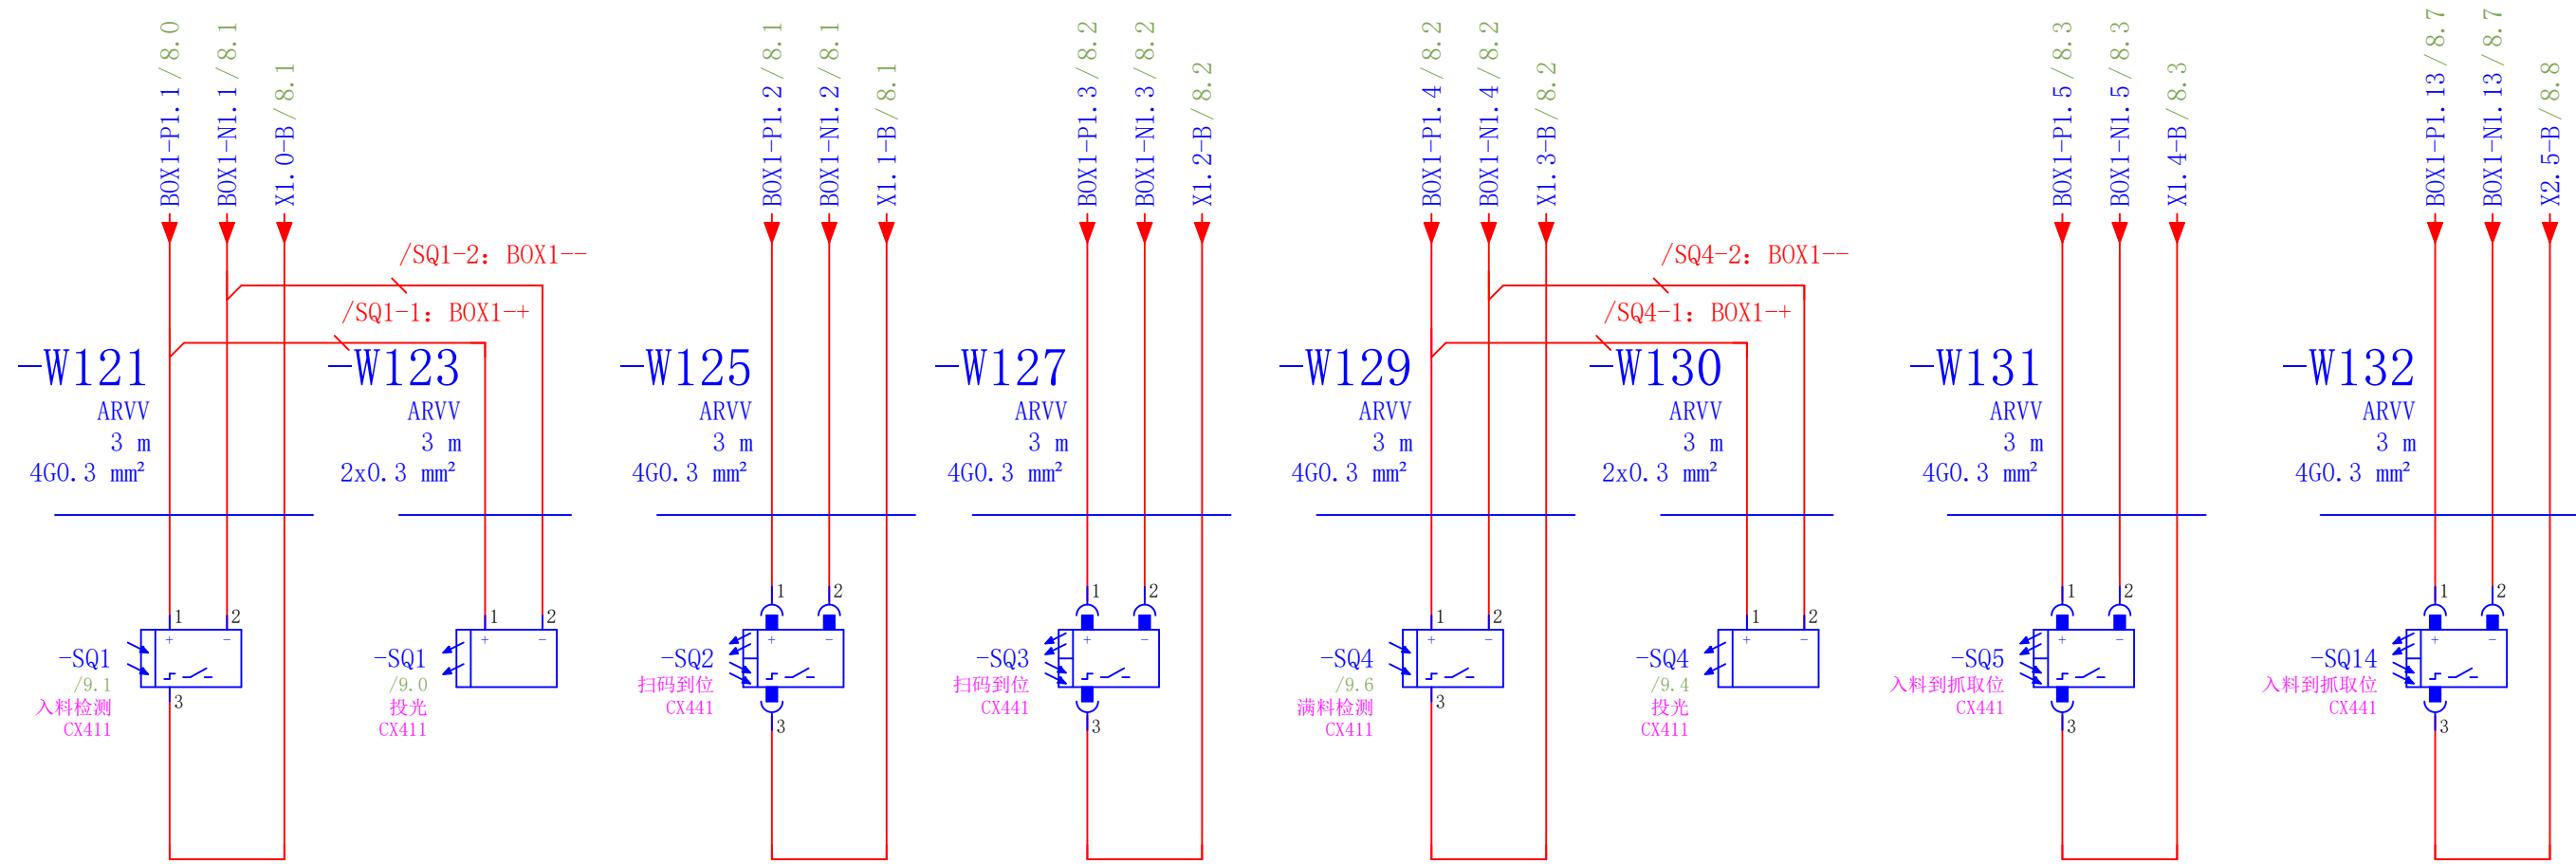 BOX1-P1.1/8.0
BOX1-N1.1/8.1
X1.0-B/8.1
BOX1-P1.2/8.1
BOX1-N1.2/8.1
X1.1-B/8.1
BOX1-P1.3/8.2
BOX1-N1.3/8.2
X1.2-B/8.2
BOX1-P1.4/8.2
BOX1-N1.4/8.2
X1.3-B/8.2
BOX1-P1.5/8.3
BOX1-N1.5/8.3
X1.4-B/8.3
BOX1-P1.13/8.7
BOX1-N1.13/8.7
X2.5-B/8.8
/SQ1-2: BOX1--
/SQ1-1: BOX1-+
/SQ4-2: BOX1--
/SQ4-1: BOX1-+
-W121
ARVV
3 m
4G0.3 mm²
-W123
ARVV
3 m
2x0.3 mm²
-W125
ARVV
3 m
4G0.3 mm²
-W127
ARVV
3 m
4G0.3 mm²
-W129
ARVV
3 m
4G0.3 mm²
-W130
ARVV
3 m
2x0.3 mm²
-W131
ARVV
3 m
4G0.3 mm²
-W132
ARVV
3 m
4G0.3 mm²
1 2
+ -
-SQ1
/9.1
入料检测
CX411
3
1 2
+ -
-SQ1
/9.0
投光
CX411
1 2
+ -
-SQ2
扫码到位
CX441
3
1 2
+ -
-SQ3
扫码到位
CX441
3
1 2
+ -
-SQ4
/9.6
满料检测
CX411
3
1 2
+ -
-SQ4
/9.4
投光
CX411
1 2
+ -
-SQ5
入料到抓取位
CX441
3
1 2
+ -
-SQ14
入料到抓取位
CX441
3